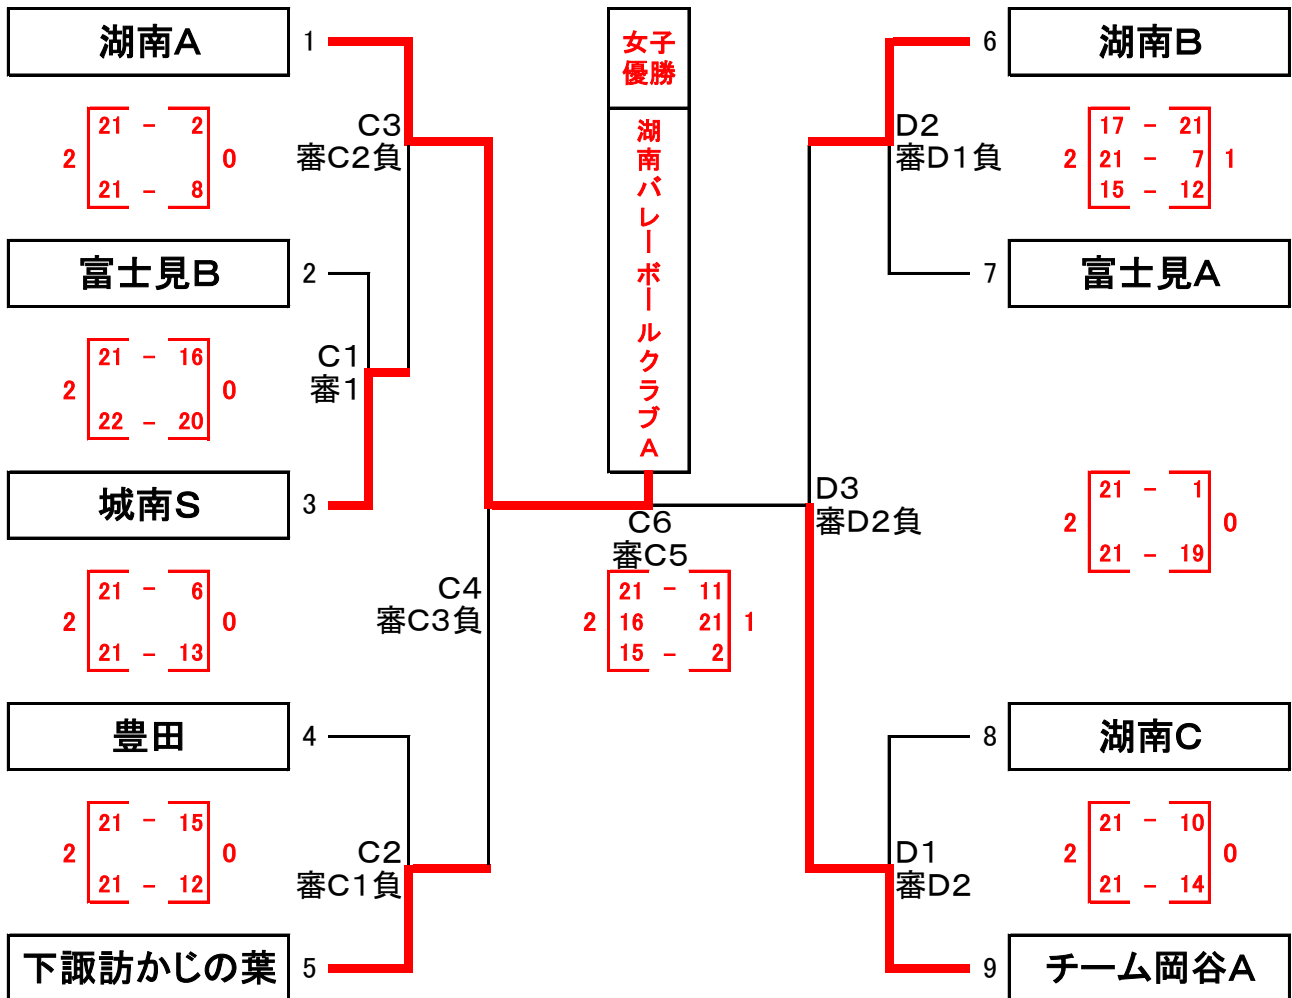 湖南A
1
2
21 - 2
21 - 8
0
C3
審C2負
富士見B
2
2
21 - 16
22 - 20
0
C1
審1
城南S
3
2
21 - 6
21 - 13
0
C4
審C3負
豊田
4
2
21 - 15
21 - 12
0
C2
審C1負
下諏訪かじの葉
5
女子
優勝
湖南バレーボールクラブA
C6
審C5
2
21 - 11
16 21
15 - 2
1
6
湖南B
D2
審D1負
2
17 - 21
21 - 7
15 - 12
1
7
富士見A
D3
審D2負
2
21 - 1
21 - 19
0
8
湖南C
D1
審D2
2
21 - 10
21 - 14
0
9
チーム岡谷A